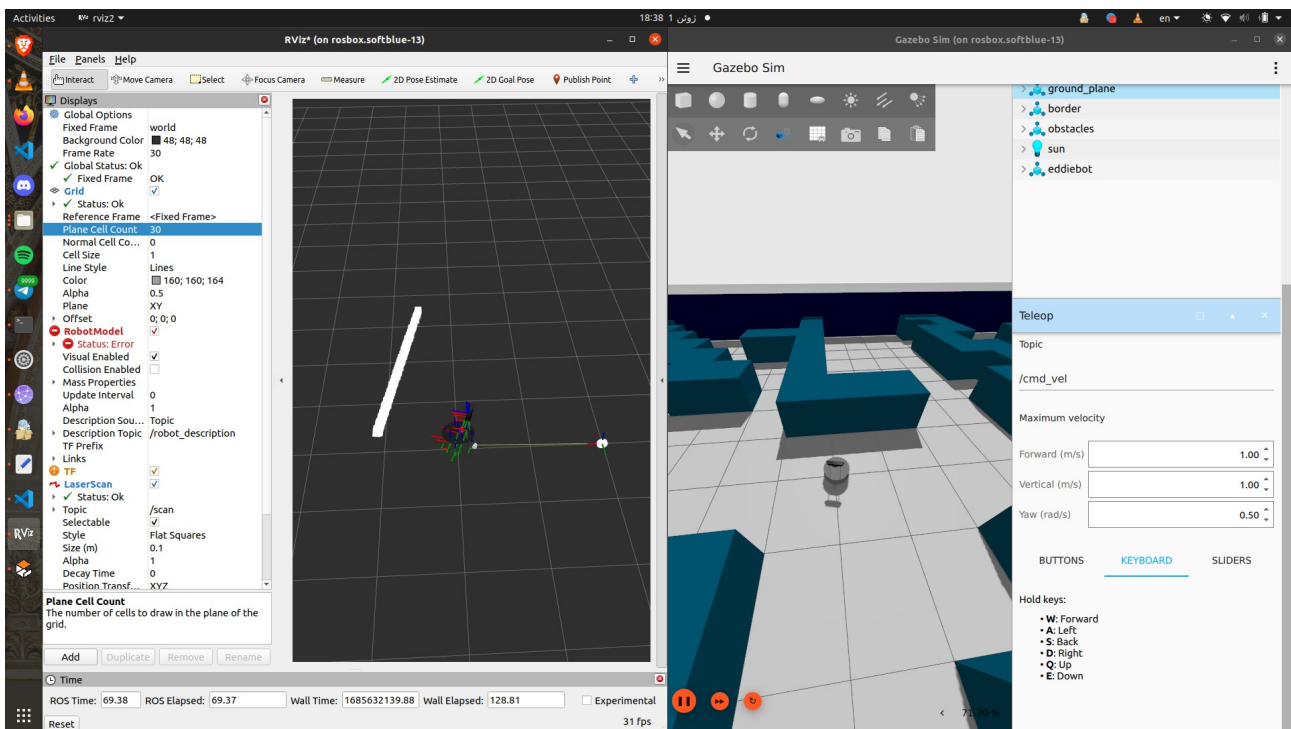 Activities
RViz rviz2
18:38 1 ژوئن
en
RViz* (on rosbox.softblue-13)
File Panels Help
Interact Move Camera Select Focus Camera Measure 2D Pose Estimate 2D Goal Pose Publish Point »
Displays
Global Options
Fixed Frame world
Background Color 48; 48; 48
Frame Rate 30
Global Status: Ok
Fixed Frame OK
Grid
Status: Ok
Reference Frame <Fixed Frame>
Plane Cell Count 30
Normal Cell Co... 0
Cell Size 1
Line Style Lines
Color 160; 160; 164
Alpha 0.5
Plane XY
Offset 0; 0; 0
RobotModel
Status: Error
Visual Enabled
Collision Enabled
Mass Properties
Update Interval 0
Alpha 1
Description Sou... Topic
Description Topic /robot_description
TF Prefix
Links
TF
LaserScan
Status: Ok
Topic /scan
Selectable
Style Flat Squares
Size (m) 0.1
Alpha 1
Decay Time 0
Position Transf... XYZ
Plane Cell Count
The number of cells to draw in the plane of the
grid.
Add Duplicate Remove Rename
Time
ROS Time: 69.38 ROS Elapsed: 69.37 Wall Time: 1685632139.88 Wall Elapsed: 128.81 Experimental
Reset 31 fps
RViz
Gazebo Sim (on rosbox.softblue-13)
Gazebo Sim
ground_plane
border
obstacles
sun
eddiebot
Teleop
Topic
/cmd_vel
Maximum velocity
Forward (m/s) 1.00
Vertical (m/s) 1.00
Yaw (rad/s) 0.50
BUTTONS KEYBOARD SLIDERS
Hold keys:
• W: Forward
• A: Left
• S: Back
• D: Right
• Q: Up
• E: Down
71.70 %